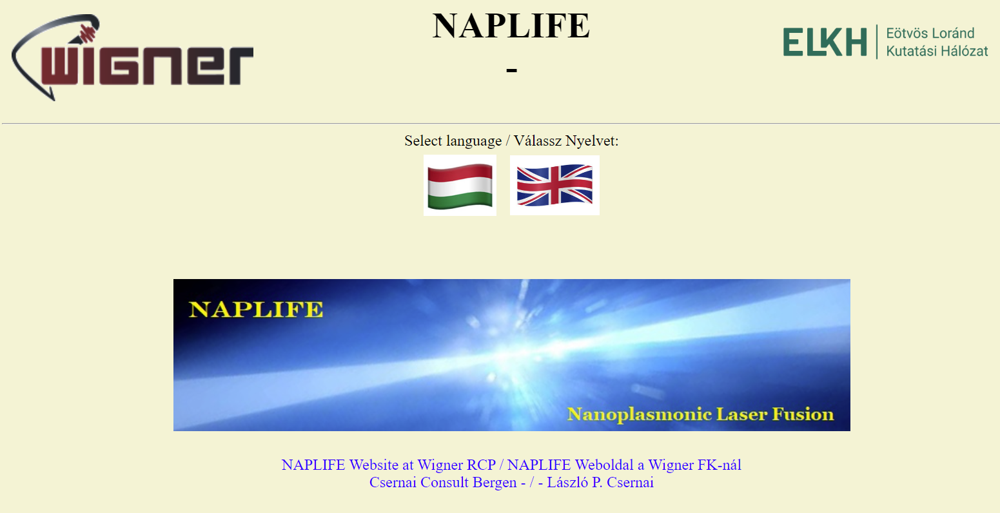 wigner
NAPLIFE
-
ELKH
Eötvös Loránd
Kutatási Hálózat
Select language / Válassz Nyelvet:
NAPLIFE
Nanoplasmonic Laser Fusion
NAPLIFE Website at Wigner RCP / NAPLIFE Weboldal a Wigner FK-nál
Csernai Consult Bergen - / - László P. Csernai